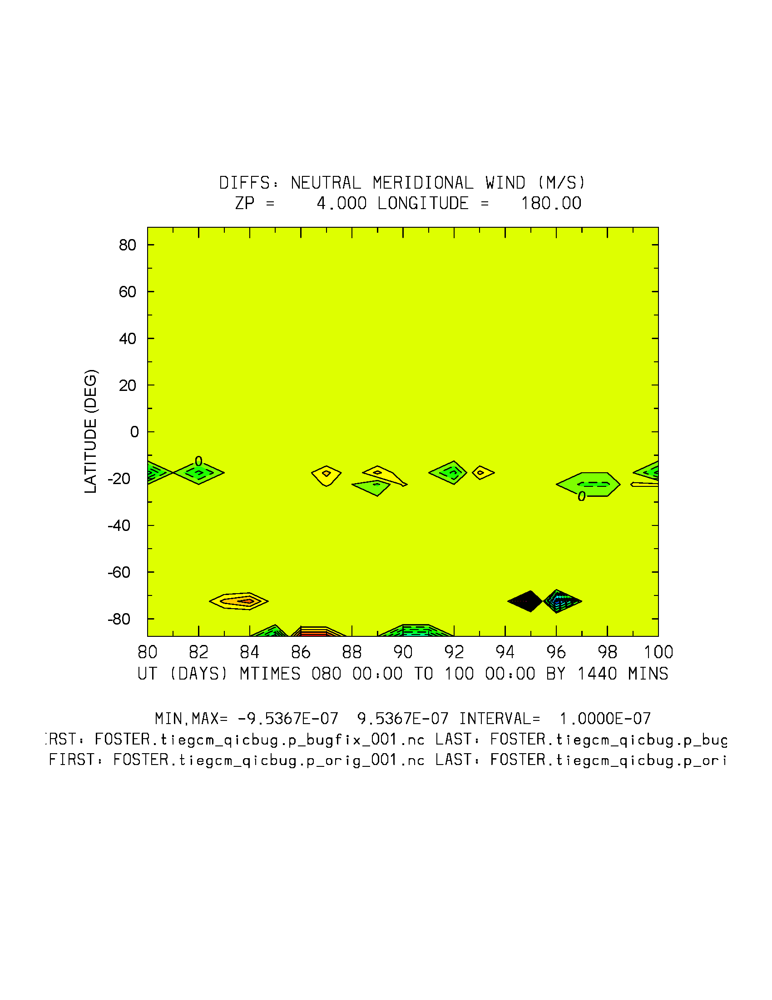 DIFFS: NEUTRAL MERIDIONAL WIND (M/S)
ZP = 4.000 LONGITUDE = 180.00
80
60
40
20
0
-20
-40
-60
-80
LATITUDE (DEG)
0
0
80 82 84 86 88 90 92 94 96 98 100
UT (DAYS) MTIMES 080 00:00 TO 100 00:00 BY 1440 MINS
MIN,MAX= -9.5367E-07 9.5367E-07 INTERVAL= 1.0000E-07
RST: FOSTER.tiegcm_qicbug.p_bugfix_001.nc LAST: FOSTER.tiegcm_qicbug.p_bug
FIRST: FOSTER.tiegcm_qicbug.p_orig_001.nc LAST: FOSTER.tiegcm_qicbug.p_ori